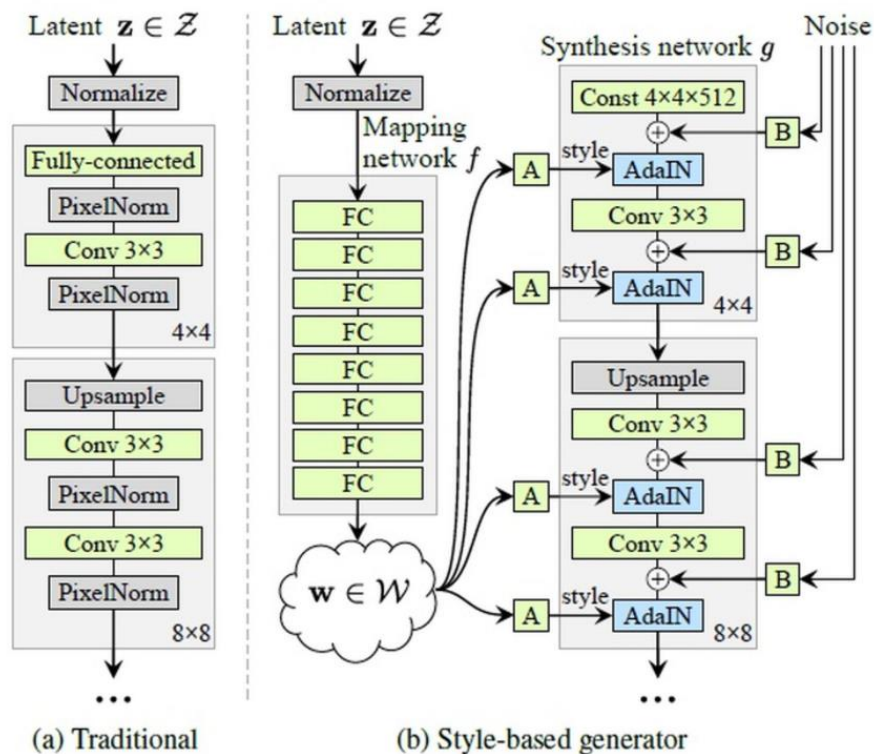 Latent z ∈ Z
Normalize
Fully-connected
PixelNorm
Conv 3×3
PixelNorm
4×4
Upsample
Conv 3×3
PixelNorm
Conv 3×3
PixelNorm
8×8
...
(a) Traditional
Latent z ∈ Z
Normalize
Mapping
network f
FC
FC
FC
FC
FC
FC
FC
FC
w ∈ W
...
Synthesis network g
Noise
Const 4×4×512
B
A
style
AdaIN
Conv 3×3
B
A
style
AdaIN
4×4
Upsample
Conv 3×3
B
A
style
AdaIN
Conv 3×3
B
A
style
AdaIN
8×8
(b) Style-based generator